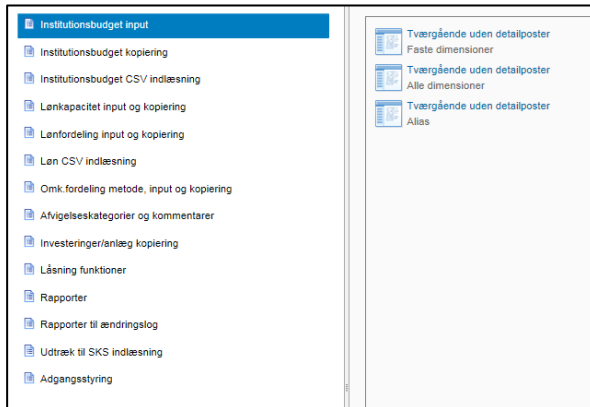 Institutionsbudget input
Institutionsbudget kopiering
Institutionsbudget CSV indlæsning
Lønkapacitet input og kopiering
Lønfordeling input og kopiering
Løn CSV indlæsning
Omk.fordeling metode, input og kopiering
Afvigelseskategorier og kommentarer
Investeringer/anlæg kopiering
Låsning funktioner
Rapporter
Rapporter til ændringslog
Udtræk til SKS indlæsning
Adgangsstyring
Tværgående uden detailposter
Faste dimensioner
Tværgående uden detailposter
Alle dimensioner
Tværgående uden detailposter
Alias